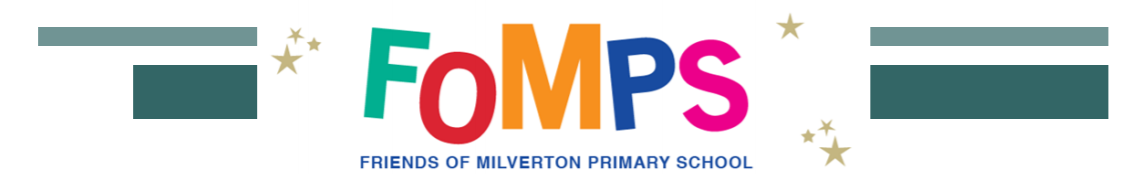 FOMPS
FRIENDS OF MILVERTON PRIMARY SCHOOL